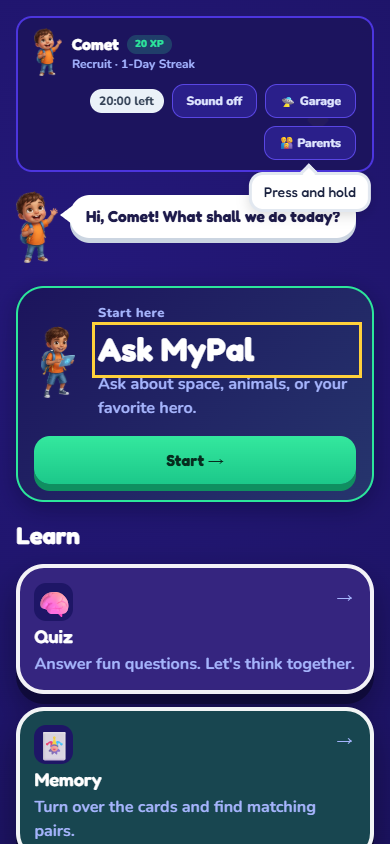 Comet 20 XP
Recruit · 1-Day Streak
20:00 left Sound off Garage
Parents
Press and hold
Hi, Comet! What shall we do today?
Start here
Ask MyPal
Ask about space, animals, or your
favorite hero.
Start →
Learn
→
Quiz
Answer fun questions. Let's think together.
→
Memory
Turn over the cards and find matching
pairs.